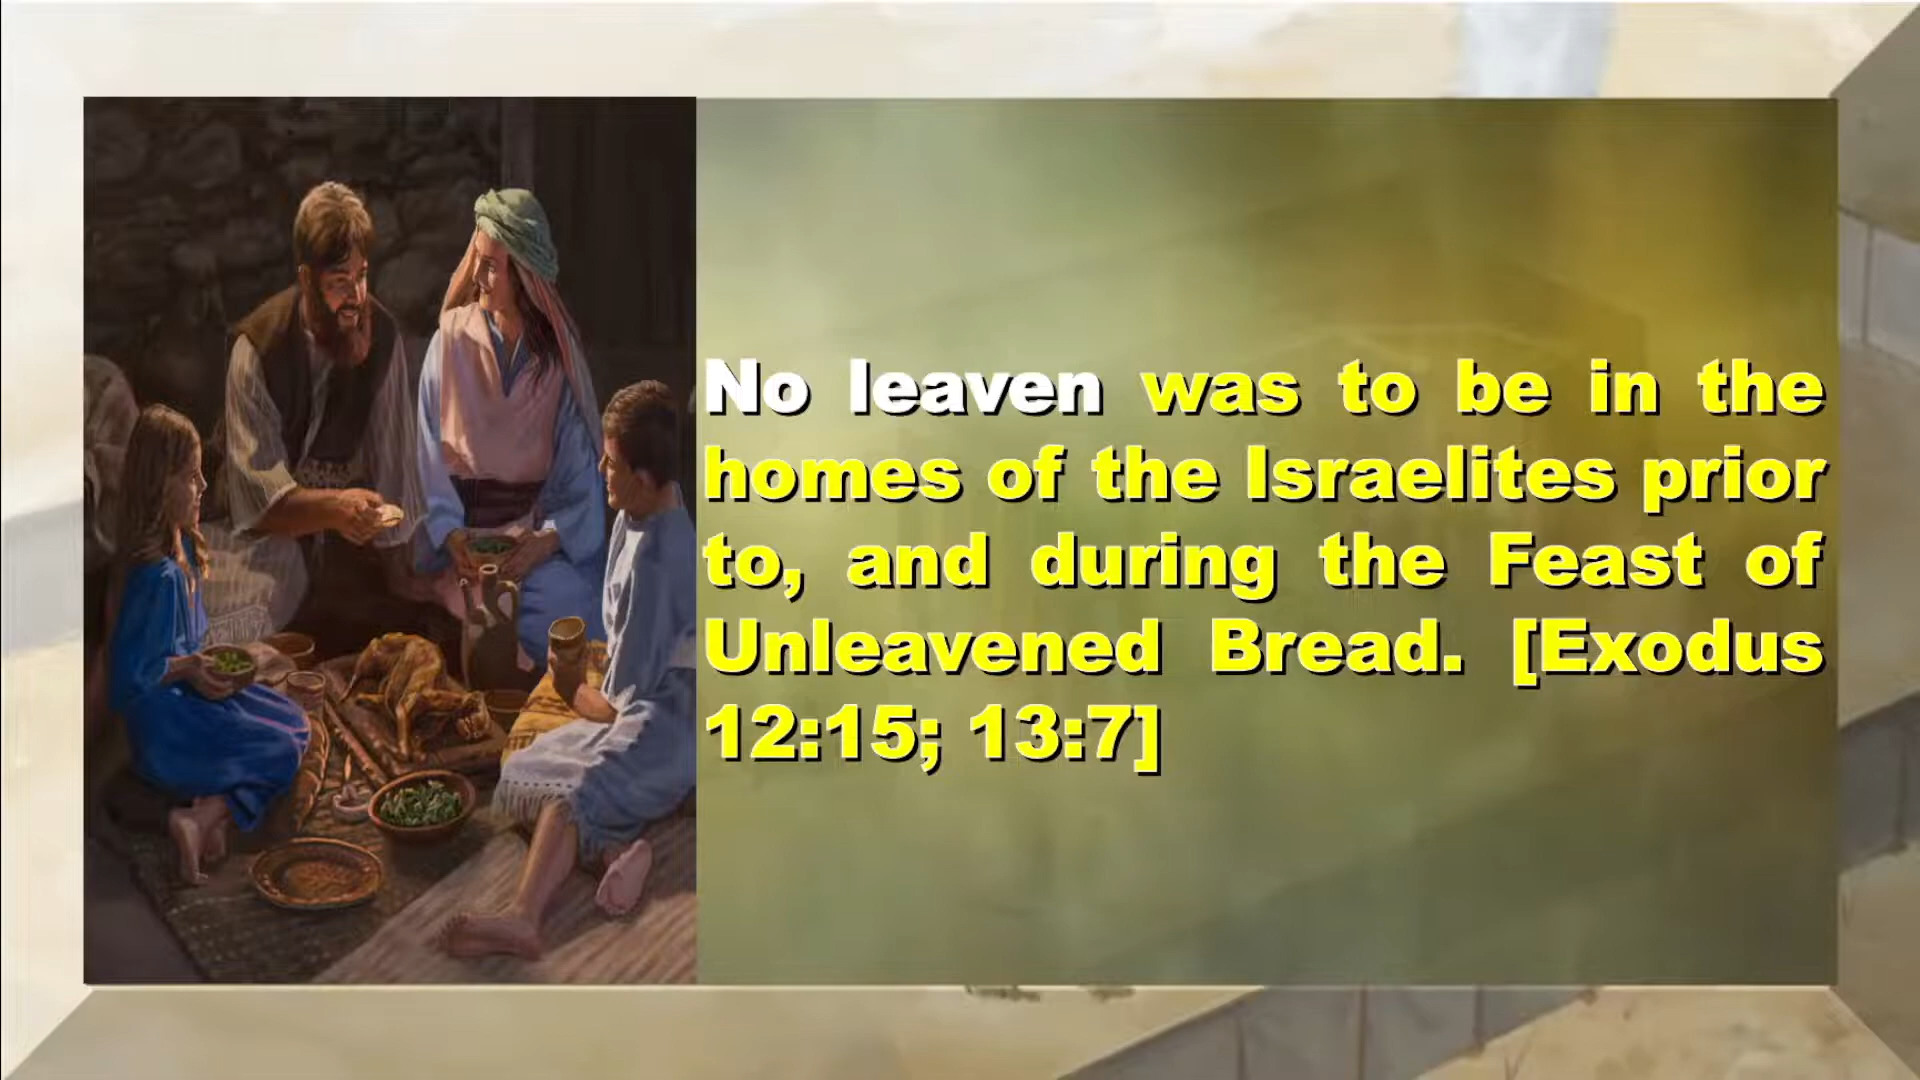 No leaven was to be in the
homes of the Israelites prior
to, and during the Feast of
Unleavened Bread. [Exodus
12:15; 13:7]